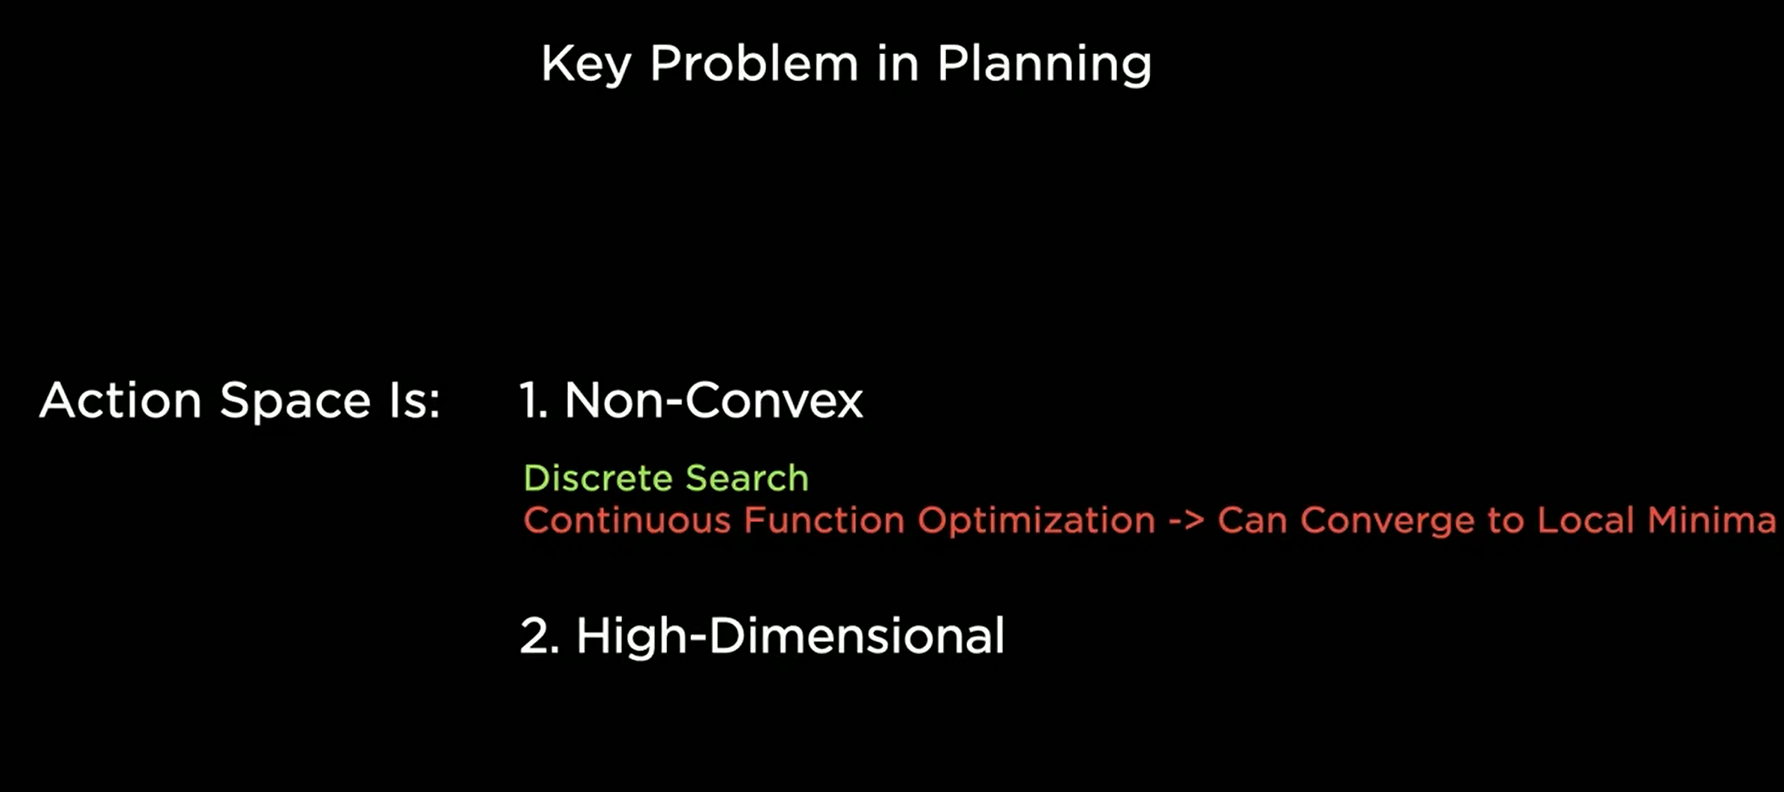 Key Problem in Planning
Action Space Is: 1. Non-Convex
Discrete Search
Continuous Function Optimization -> Can Converge to Local Minima
2. High-Dimensional